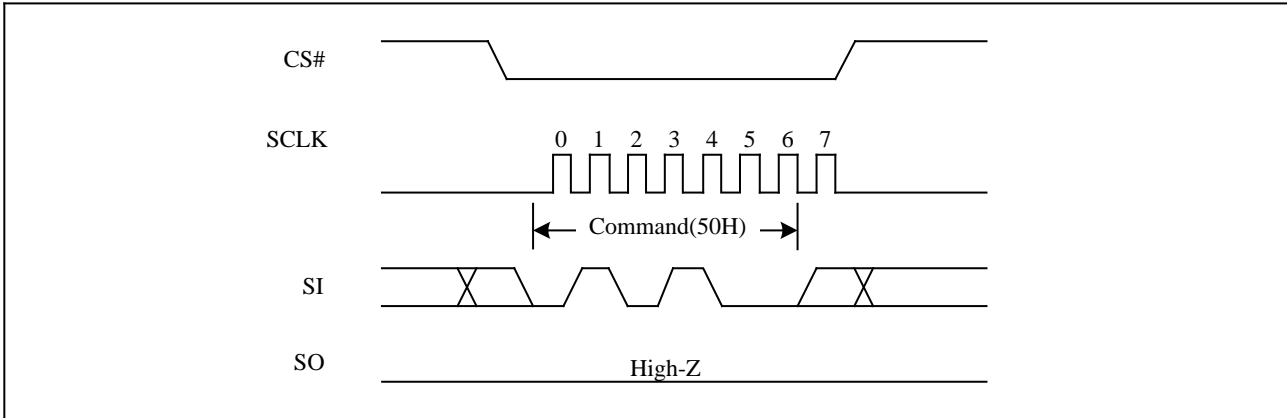 CS#
SCLK
0 1 2 3 4 5 6 7
Command(50H)
SI
SO
High-Z